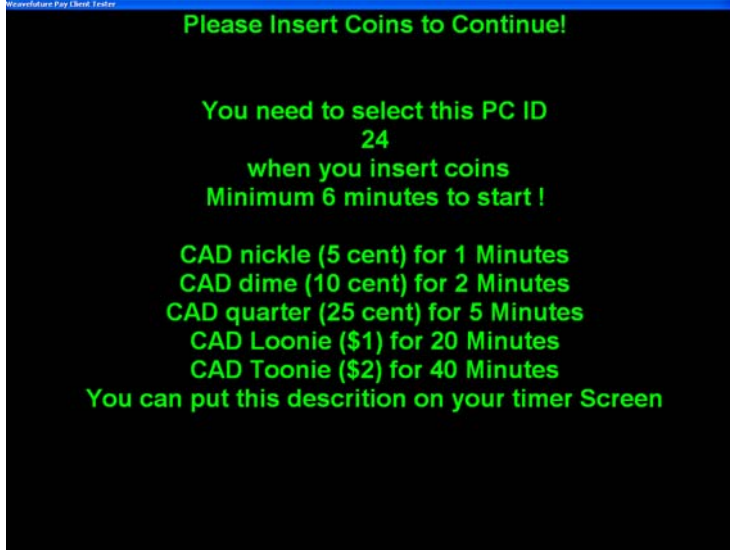 Weavefuture Pay Client Tester
Please Insert Coins to Continue!
You need to select this PC ID
24
when you insert coins
Minimum 6 minutes to start !
CAD nickle (5 cent) for 1 Minutes
CAD dime (10 cent) for 2 Minutes
CAD quarter (25 cent) for 5 Minutes
CAD Loonie ($1) for 20 Minutes
CAD Toonie ($2) for 40 Minutes
You can put this descrition on your timer Screen